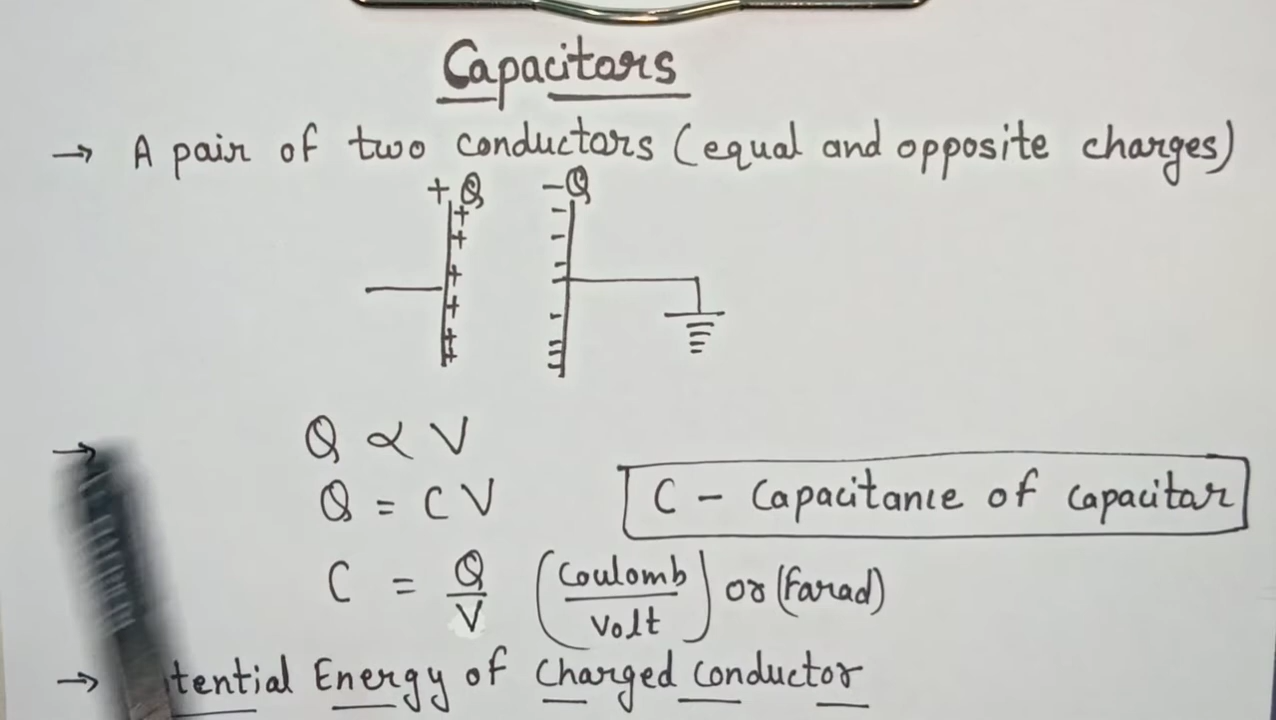 Capacitors
→ A pair of two conductors (equal and opposite charges)
+Q -Q
→ Q ∝ V
Q = CV
C - Capacitance of capacitor
C = Q/V (Coulomb/Volt) or (Farad)
→ tential Energy of Charged conductor